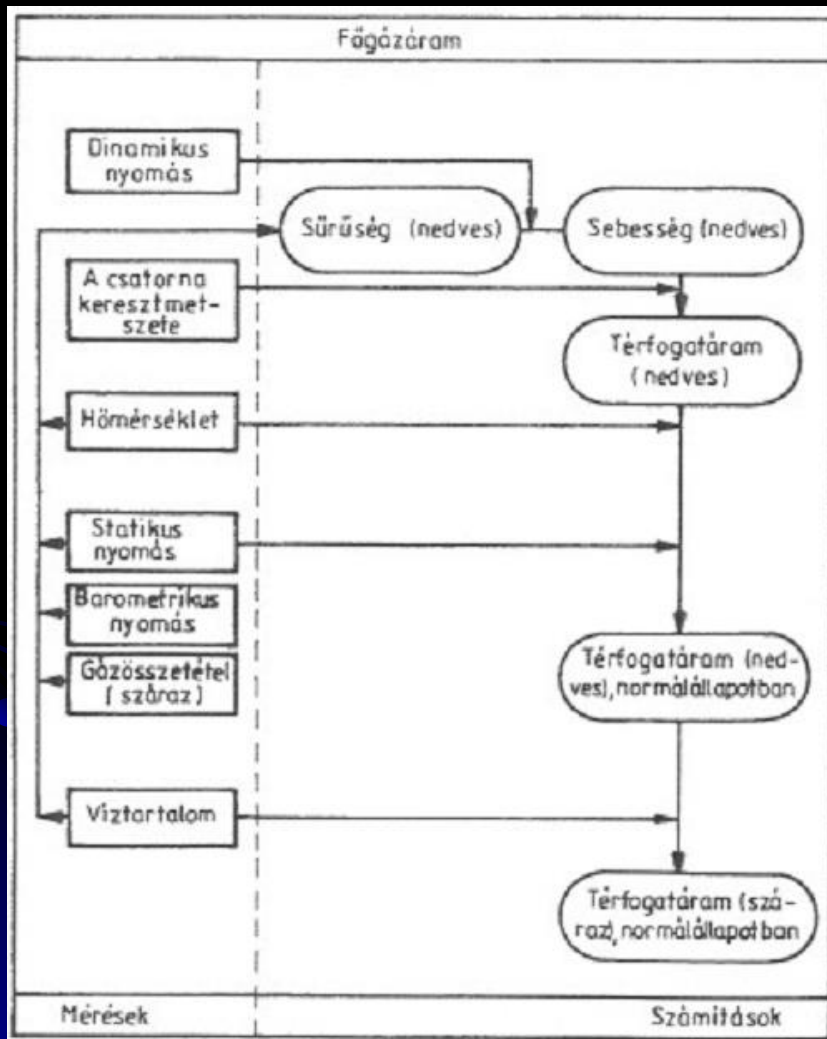 Főgázáram
Dinamikus
nyomás
Sűrűség (nedves)
Sebesség (nedves)
A csatorna
keresztmet-
szete
Térfogatáram
(nedves)
Hőmérséklet
Statikus
nyomás
Barometrikus
nyomás
Gázösszetétel
(száraz)
Térfogatáram (ned-
ves), normálállapotban
Víztartalom
Térfogatáram (szá-
raz), normálállapotban
Mérések
Számítások